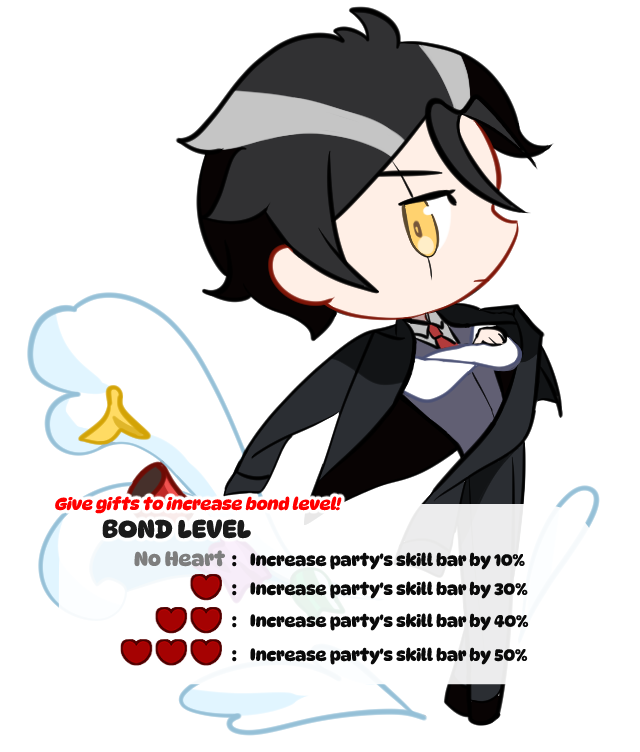 Give gifts to increase bond level!
BOND LEVEL
No Heart : Increase party's skill bar by 10%
: Increase party's skill bar by 30%
: Increase party's skill bar by 40%
: Increase party's skill bar by 50%